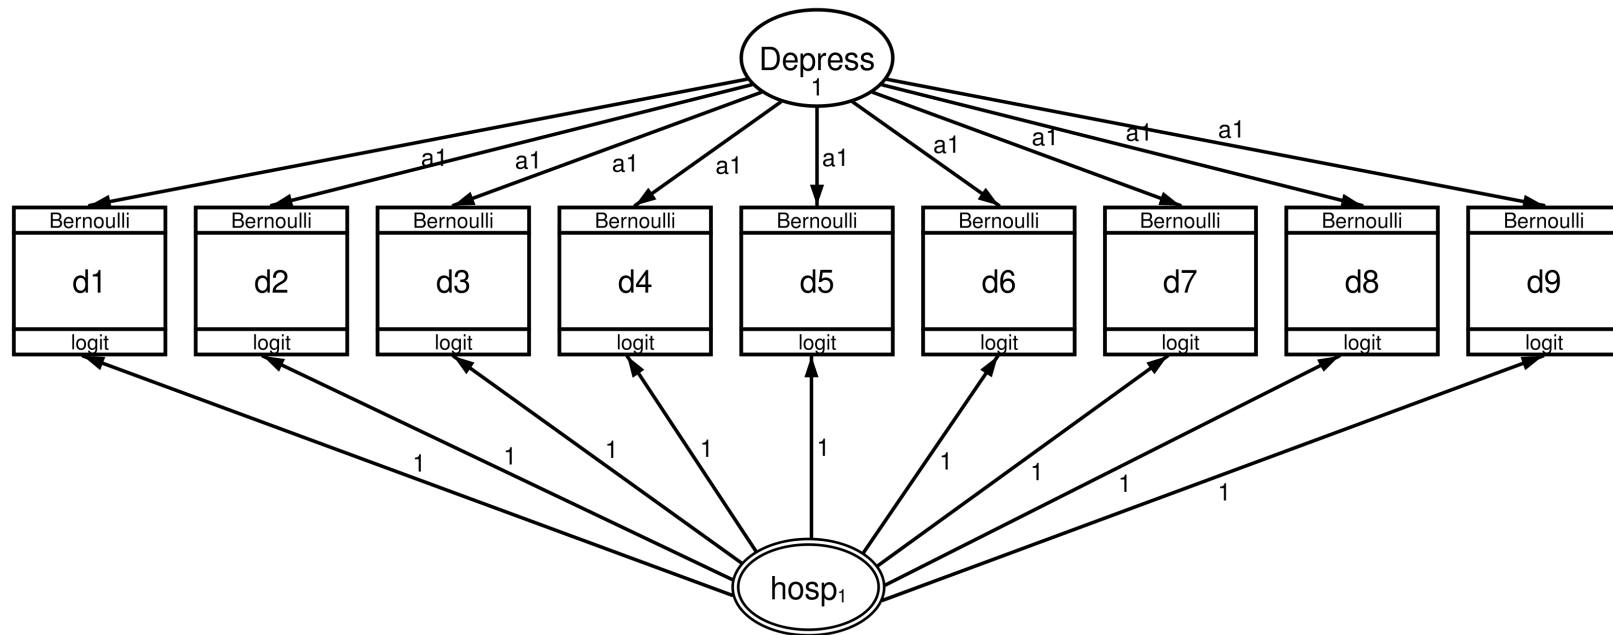 Depress
1
a1 a1 a1 a1 a1 a1 a1 a1 a1
Bernoulli Bernoulli Bernoulli Bernoulli Bernoulli Bernoulli Bernoulli Bernoulli Bernoulli
d1 d2 d3 d4 d5 d6 d7 d8 d9
logit logit logit logit logit logit logit logit logit
1 1 1 1 1 1 1 1 1
hosp₁